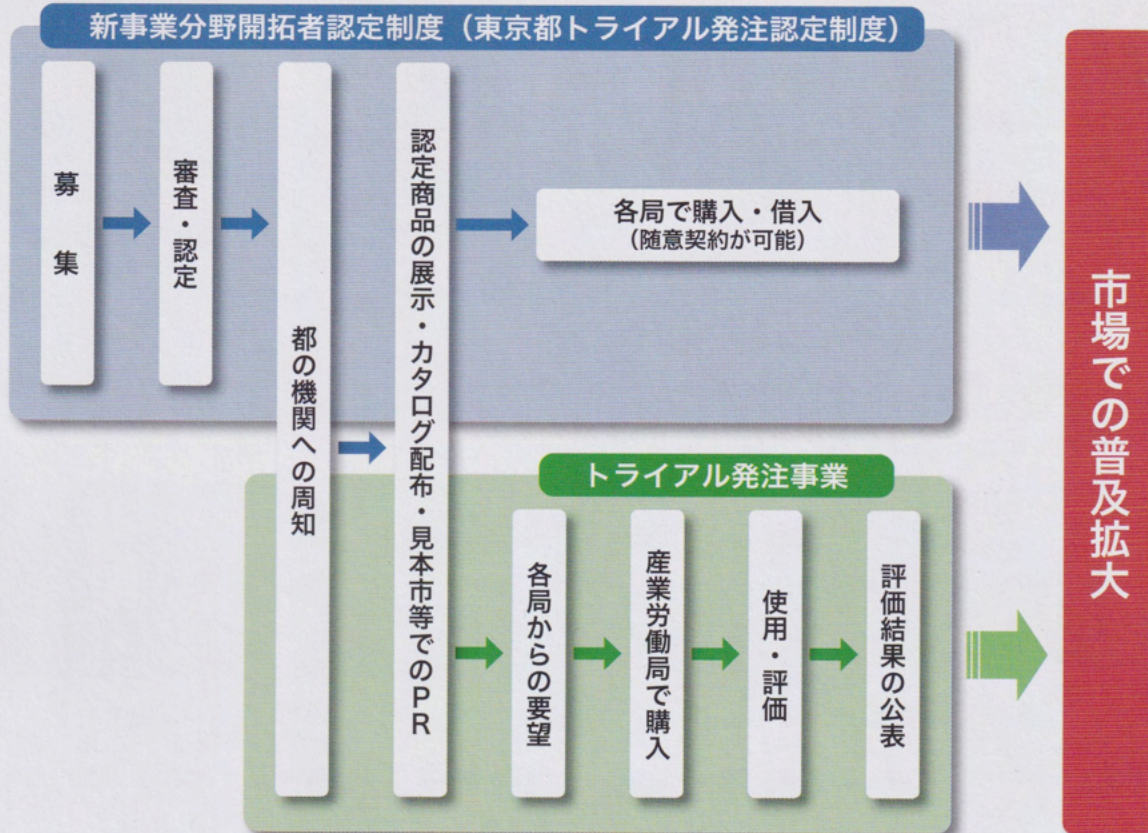 新事業分野開拓者認定制度（東京都トライアル発注認定制度）
募集
審査・認定
都の機関への周知
認定商品の展示・カタログ配布・見本市等でのPR
各局で購入・借入
（随意契約が可能）
トライアル発注事業
各局からの要望
産業労働局で購入
使用・評価
評価結果の公表
市場での普及拡大